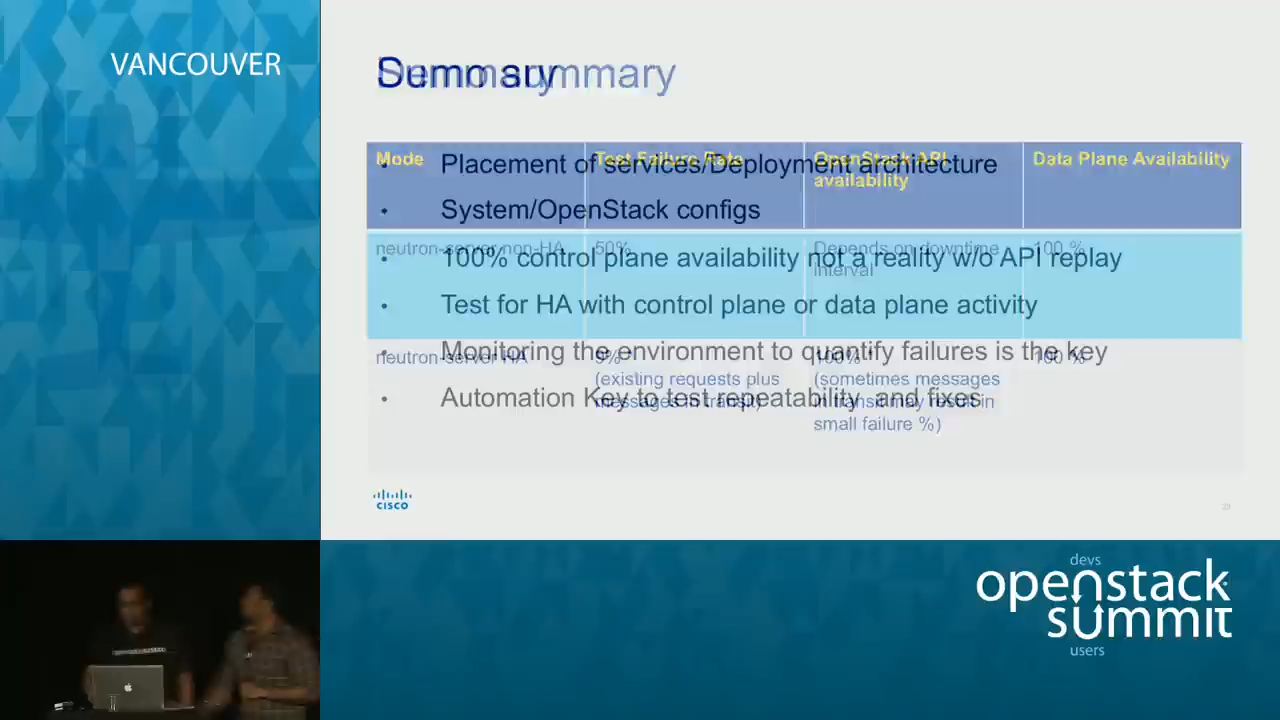 VANCOUVER
Summary
Demo summary
Mode
Test Failure Rate
OpenStack API
availability
Data Plane Availability
neutron-server non-HA
50%
Depends on downtime
interval
100 %
neutron-server HA
9% *
(existing requests plus
messages in transit)
100% *
(sometimes messages
in transit may result in
small failure %)
100 %
• Placement of services/Deployment architecture
• System/OpenStack configs
• 100% control plane availability not a reality w/o API replay
• Test for HA with control plane or data plane activity
• Monitoring the environment to quantify failures is the key
• Automation Key to test repeatability and fixes
CISCO
devs
openstack
summit
users